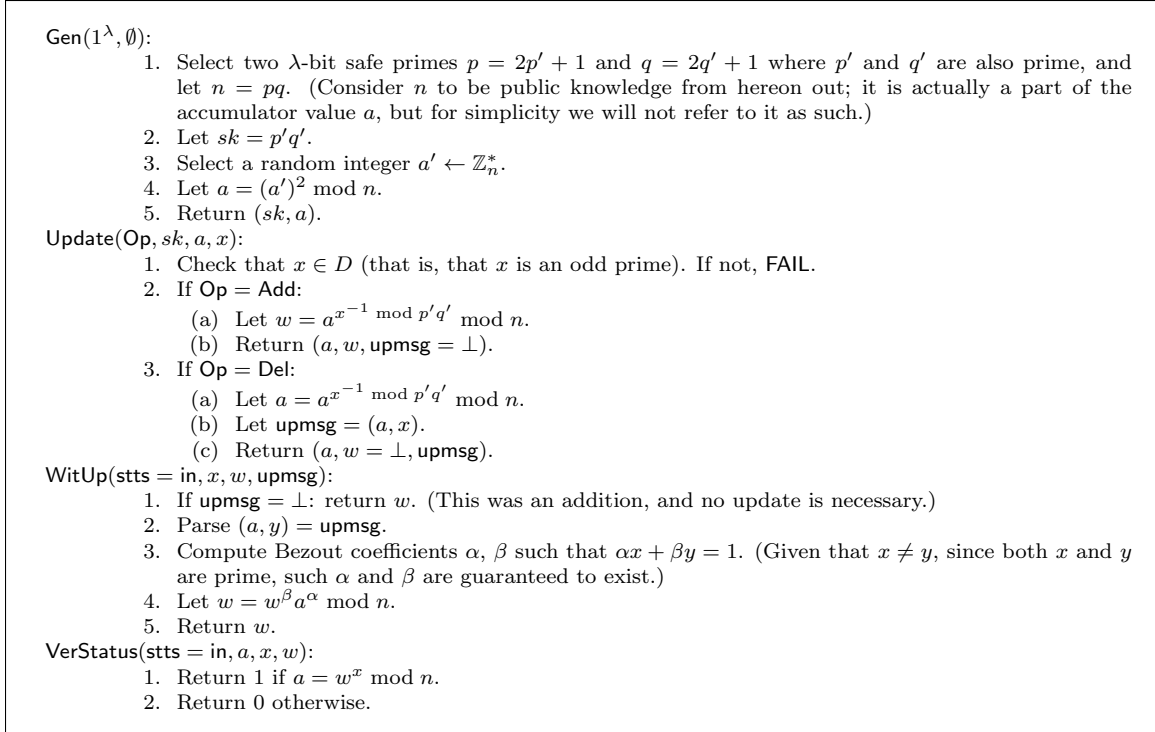 Gen(1^λ, ∅):
1. Select two λ-bit safe primes p = 2p′ + 1 and q = 2q′ + 1 where p′ and q′ are also prime, and
let n = pq. (Consider n to be public knowledge from hereon out; it is actually a part of the
accumulator value a, but for simplicity we will not refer to it as such.)
2. Let sk = p′q′.
3. Select a random integer a′ ← ℤ*_n.
4. Let a = (a′)² mod n.
5. Return (sk, a).
Update(Op, sk, a, x):
1. Check that x ∈ D (that is, that x is an odd prime). If not, FAIL.
2. If Op = Add:
(a) Let w = a^{x^{−1} mod p′q′} mod n.
(b) Return (a, w, upmsg = ⊥).
3. If Op = Del:
(a) Let a = a^{x^{−1} mod p′q′} mod n.
(b) Let upmsg = (a, x).
(c) Return (a, w = ⊥, upmsg).
WitUp(stts = in, x, w, upmsg):
1. If upmsg = ⊥: return w. (This was an addition, and no update is necessary.)
2. Parse (a, y) = upmsg.
3. Compute Bezout coefficients α, β such that αx + βy = 1. (Given that x ≠ y, since both x and y
are prime, such α and β are guaranteed to exist.)
4. Let w = w^β a^α mod n.
5. Return w.
VerStatus(stts = in, a, x, w):
1. Return 1 if a = w^x mod n.
2. Return 0 otherwise.